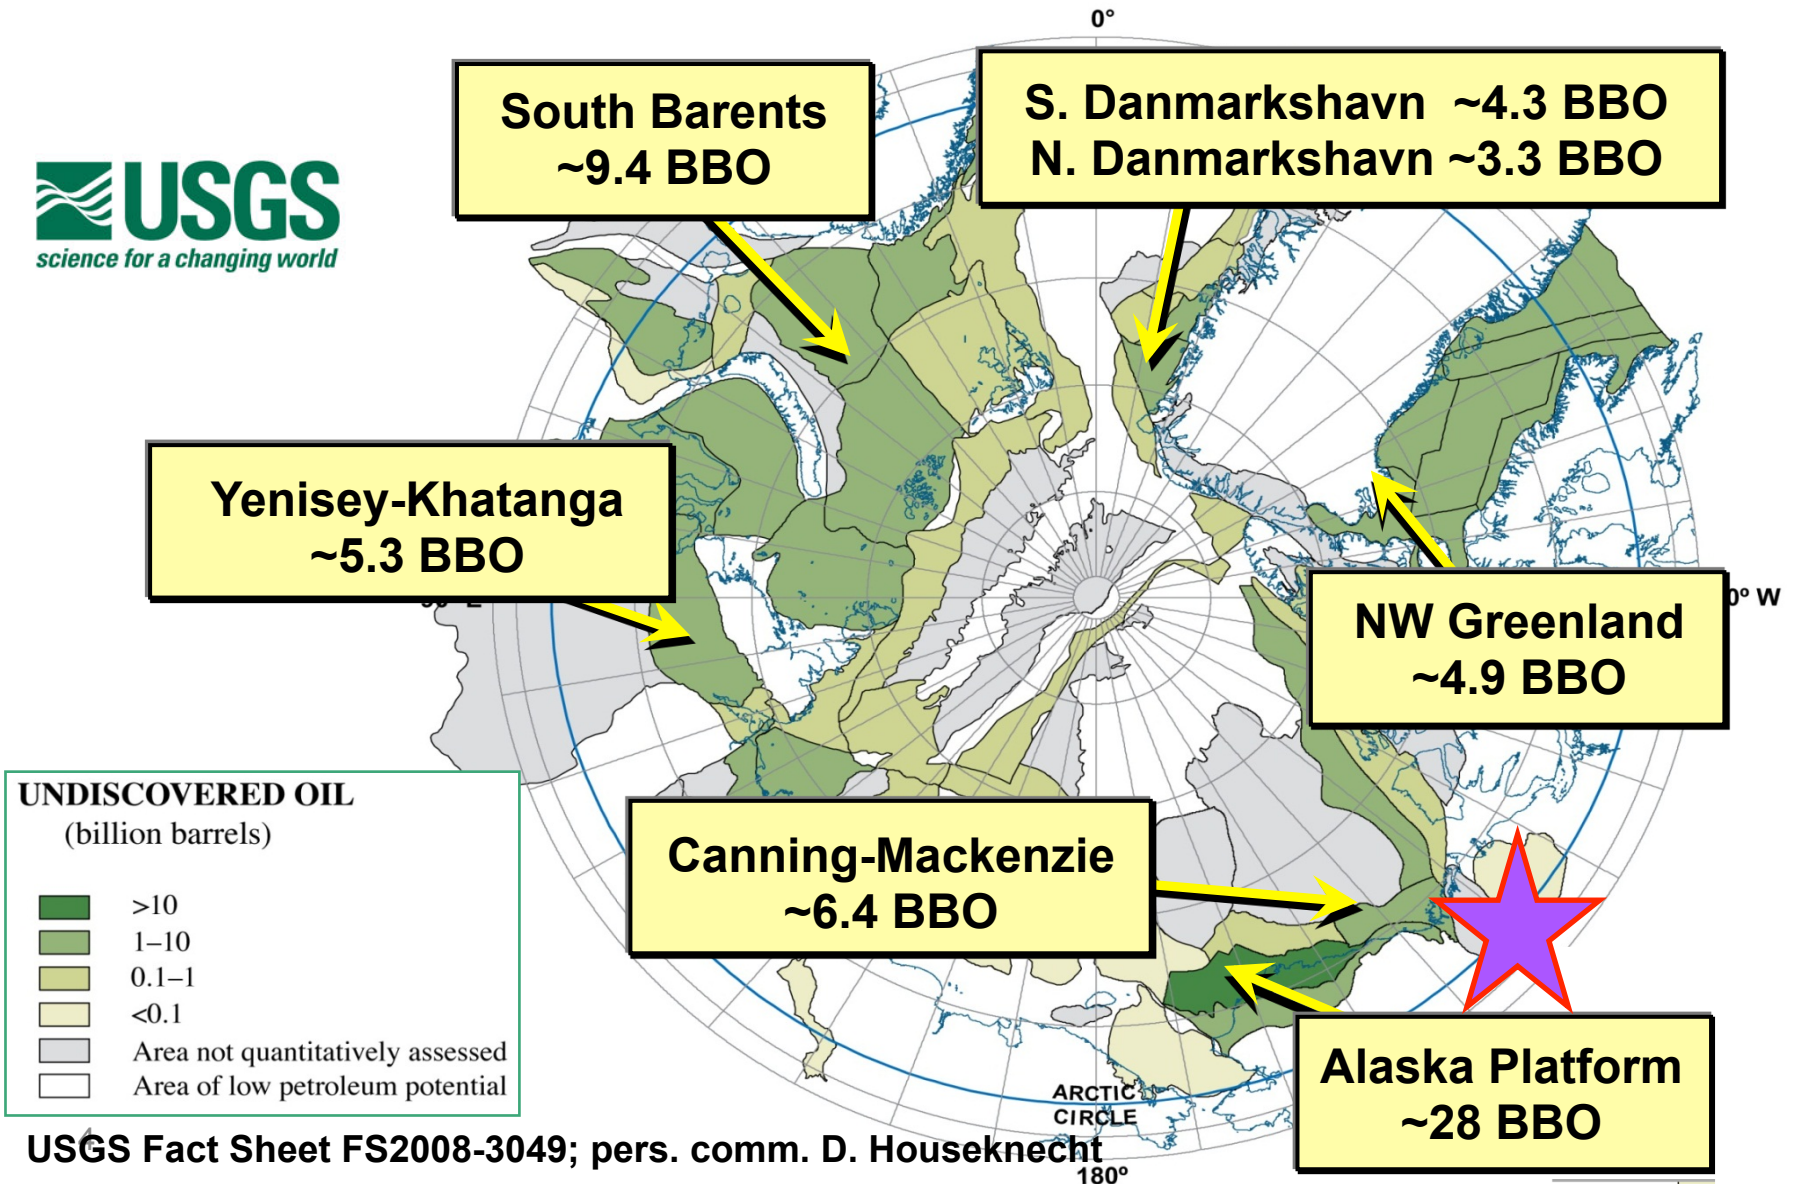 0°
South Barents
~9.4 BBO
S. Danmarkshavn ~4.3 BBO
N. Danmarkshavn ~3.3 BBO
USGS
science for a changing world
Yenisey-Khatanga
~5.3 BBO
NW Greenland
~4.9 BBO
0° W
UNDISCOVERED OIL
(billion barrels)
>10
1–10
0.1–1
<0.1
Area not quantitatively assessed
Area of low petroleum potential
Canning-Mackenzie
~6.4 BBO
Alaska Platform
~28 BBO
ARCTIC
CIRCLE
4
USGS Fact Sheet FS2008-3049; pers. comm. D. Houseknecht
180°